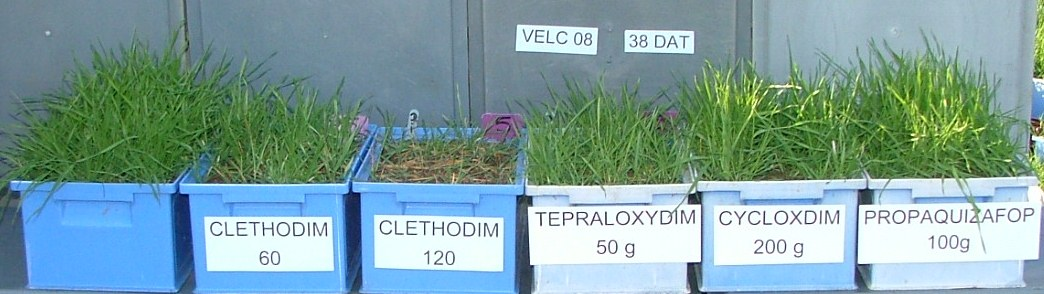 VELC 08
38 DAT
CLETHODIM
60
CLETHODIM
120
TEPRALOXYDIM
50 g
CYCLOXDIM
200 g
PROPAQUIZAFOP
100g